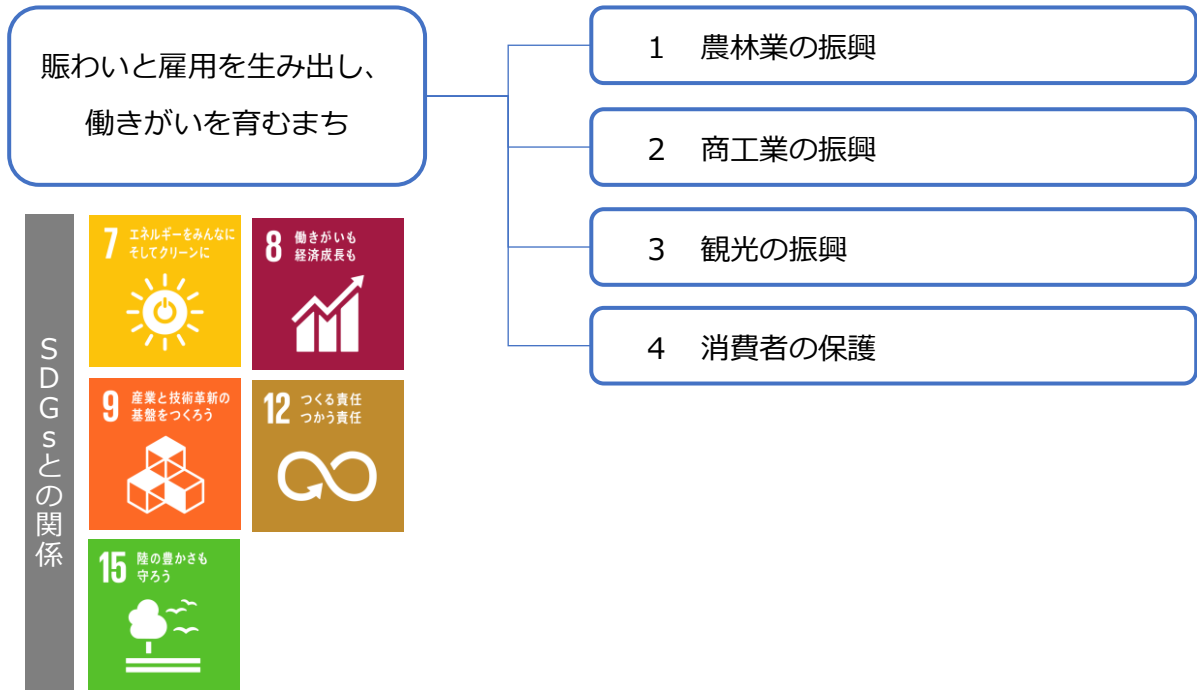 賑わいと雇用を生み出し、
働きがいを育むまち
1 農林業の振興
2 商工業の振興
3 観光の振興
4 消費者の保護
SDGsとの関係
7 エネルギーをみんなに
そしてクリーンに
8 働きがいも
経済成長も
9 産業と技術革新の
基盤をつくろう
12 つくる責任
つかう責任
15 陸の豊かさも
守ろう